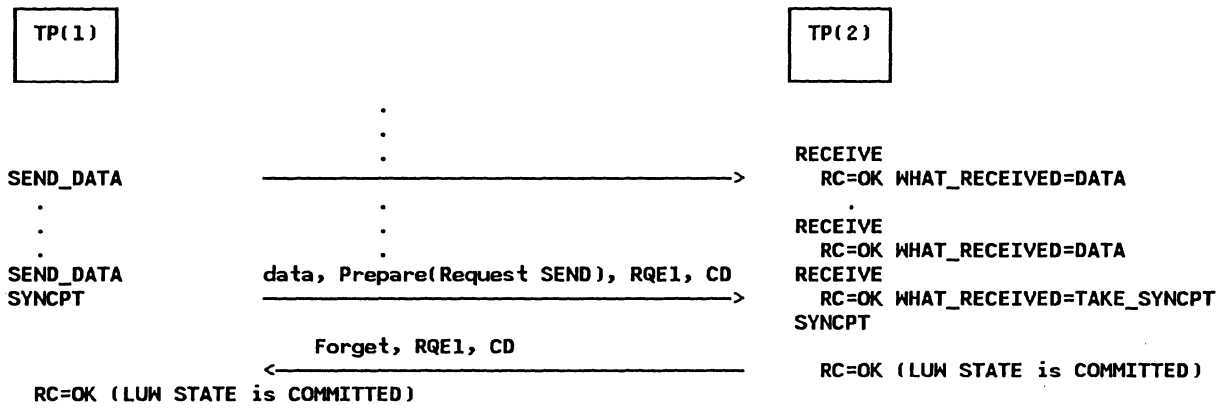 TP(1) TP(2)
RECEIVE
SEND_DATA RC=OK WHAT_RECEIVED=DATA
RECEIVE
RC=OK WHAT_RECEIVED=DATA
SEND_DATA data, Prepare(Request SEND), RQE1, CD RECEIVE
SYNCPT RC=OK WHAT_RECEIVED=TAKE_SYNCPT
SYNCPT
Forget, RQE1, CD
RC=OK (LUW STATE is COMMITTED)
RC=OK (LUW STATE is COMMITTED)